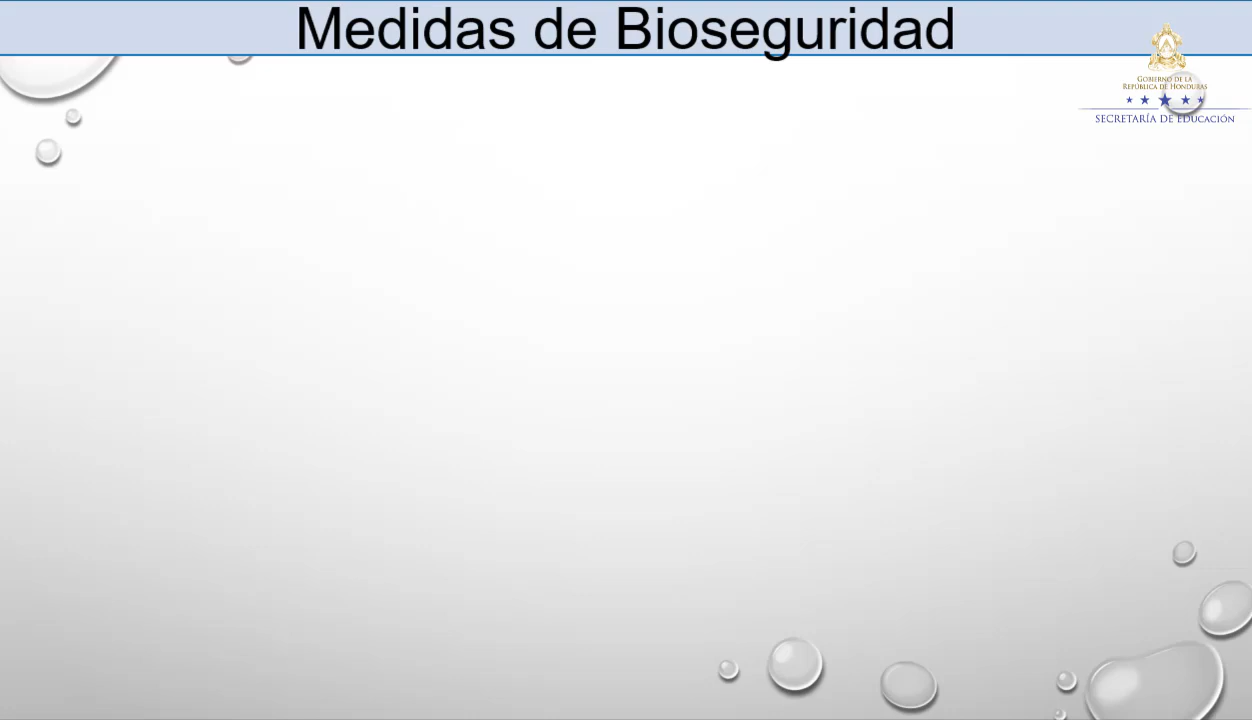 Medidas de Bioseguridad
GOBIERNO DE LA
REPÚBLICA DE HONDURAS
SECRETARÍA DE EDUCACIÓN